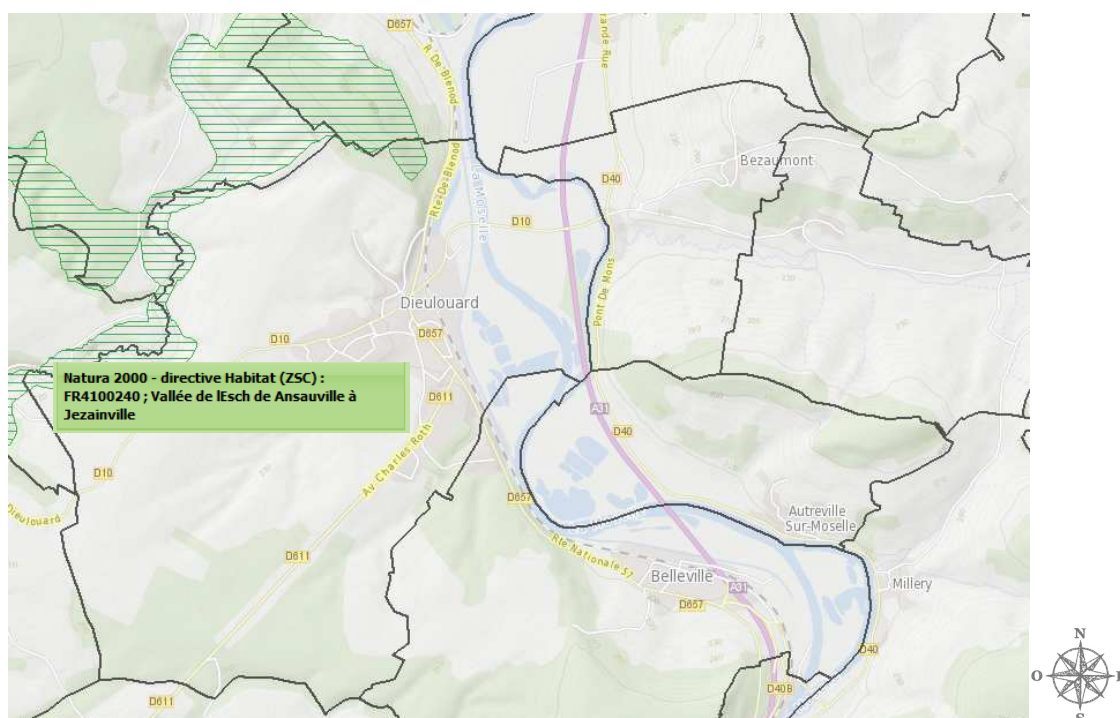 D657
R-De-Blenod
rande Rue
Bezaumont
Rte-De-Blenod
La Moselle
D40
D10
Pont De Mons
Dieulouard
D657
D10
Natura 2000 - directive Habitat (ZSC) :
FR4100240 ; Vallée de lEsch de Ansauville à
Jezainville
D611
A31
D40
Av Charles Roth
D10
D657
Dieulouard
Autreville
Sur-Moselle
Rte Nationale 57
D611
Belleville
A31
Millery
D657
D40
D40B
D611
N
O
S